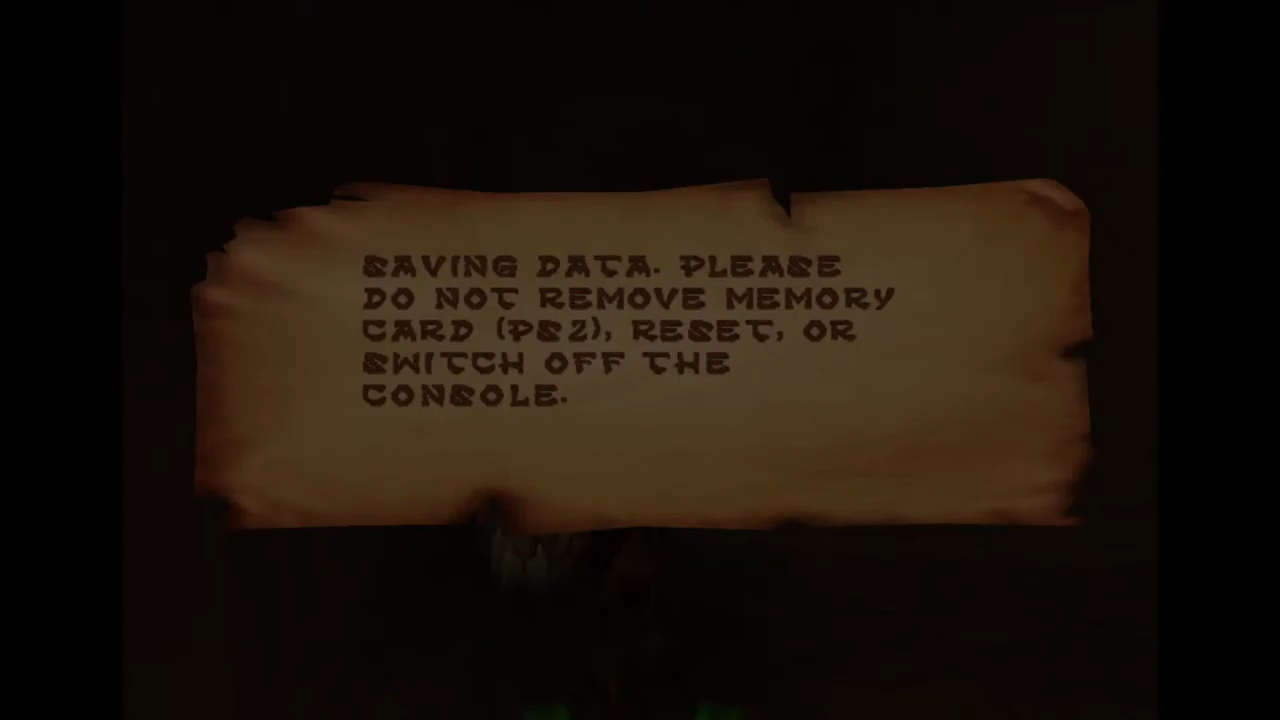 SAVING DATA. PLEASE
DO NOT REMOVE MEMORY
CARD (PS2), RESET, OR
SWITCH OFF THE
CONSOLE.